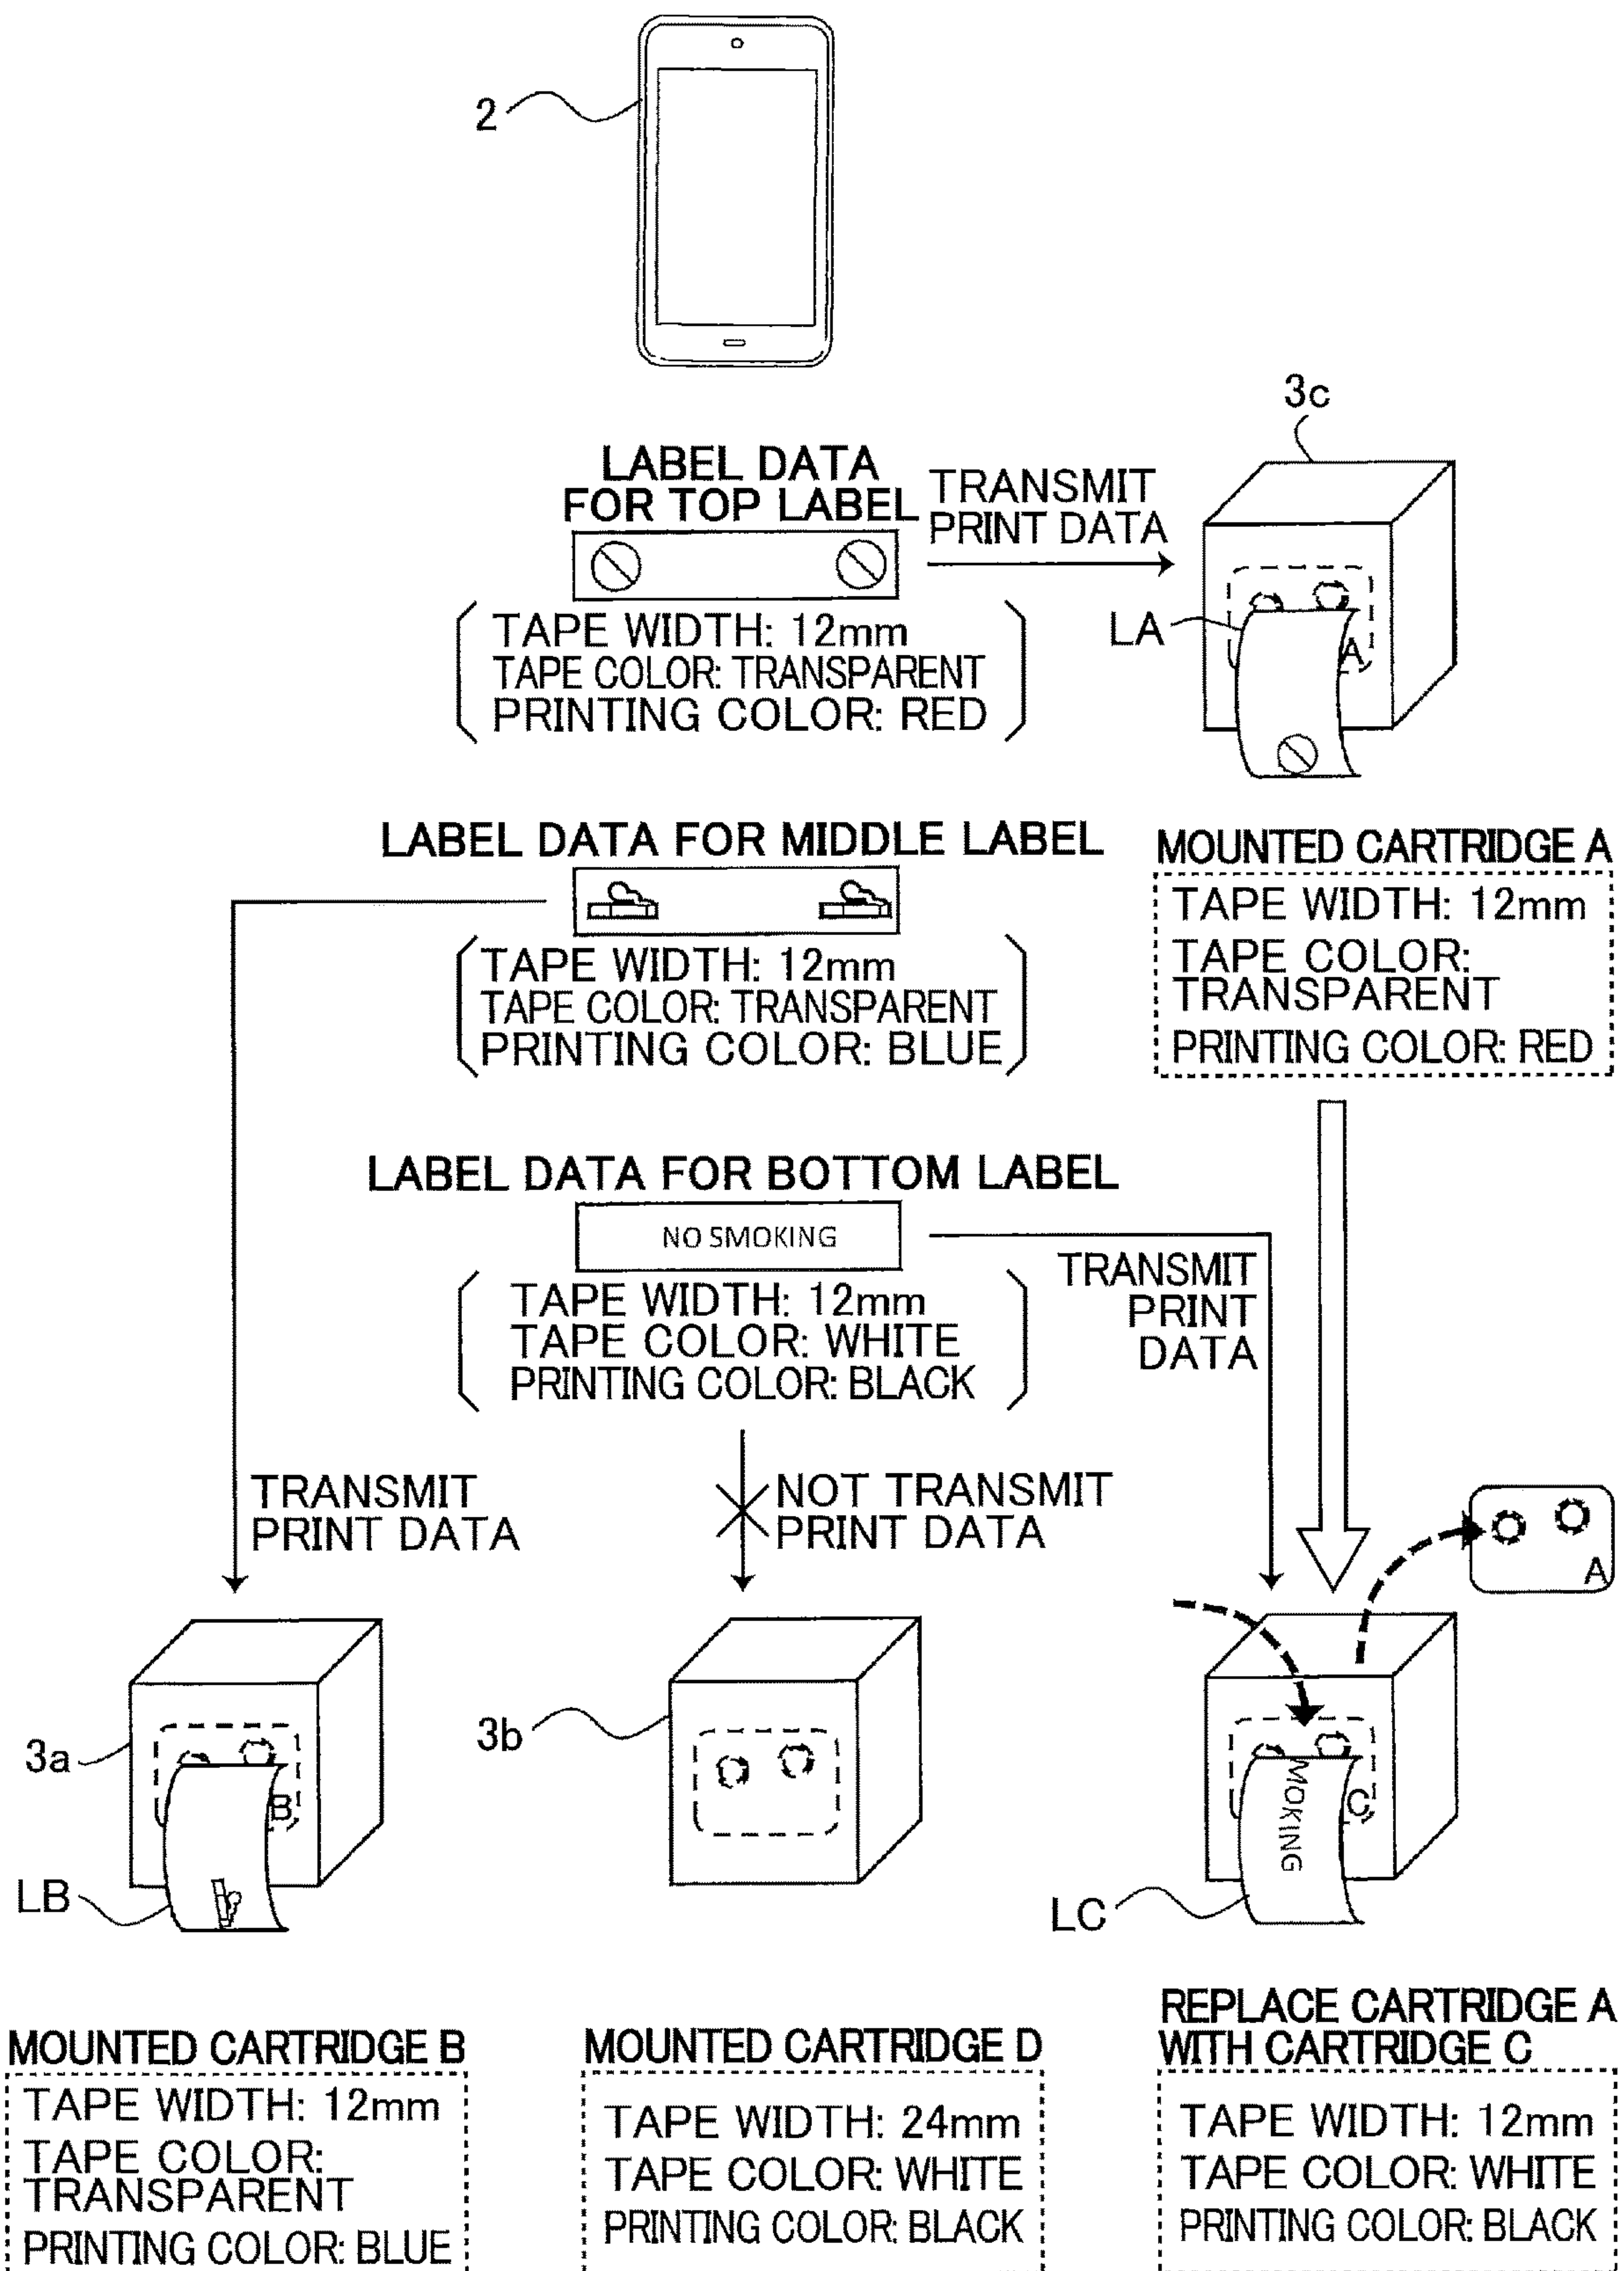 2
3c
LABEL DATA
FOR TOP LABEL
TRANSMIT
PRINT DATA
TAPE WIDTH: 12mm
TAPE COLOR: TRANSPARENT
PRINTING COLOR: RED
LA
A
LABEL DATA FOR MIDDLE LABEL
TAPE WIDTH: 12mm
TAPE COLOR: TRANSPARENT
PRINTING COLOR: BLUE
MOUNTED CARTRIDGE A
TAPE WIDTH: 12mm
TAPE COLOR:
TRANSPARENT
PRINTING COLOR: RED
LABEL DATA FOR BOTTOM LABEL
NO SMOKING
TAPE WIDTH: 12mm
TAPE COLOR: WHITE
PRINTING COLOR: BLACK
TRANSMIT
PRINT
DATA
TRANSMIT
PRINT DATA
NOT TRANSMIT
PRINT DATA
A
3a
B
LB
3b
MOKING
C
LC
MOUNTED CARTRIDGE B
TAPE WIDTH: 12mm
TAPE COLOR:
TRANSPARENT
PRINTING COLOR: BLUE
MOUNTED CARTRIDGE D
TAPE WIDTH: 24mm
TAPE COLOR: WHITE
PRINTING COLOR: BLACK
REPLACE CARTRIDGE A
WITH CARTRIDGE C
TAPE WIDTH: 12mm
TAPE COLOR: WHITE
PRINTING COLOR: BLACK